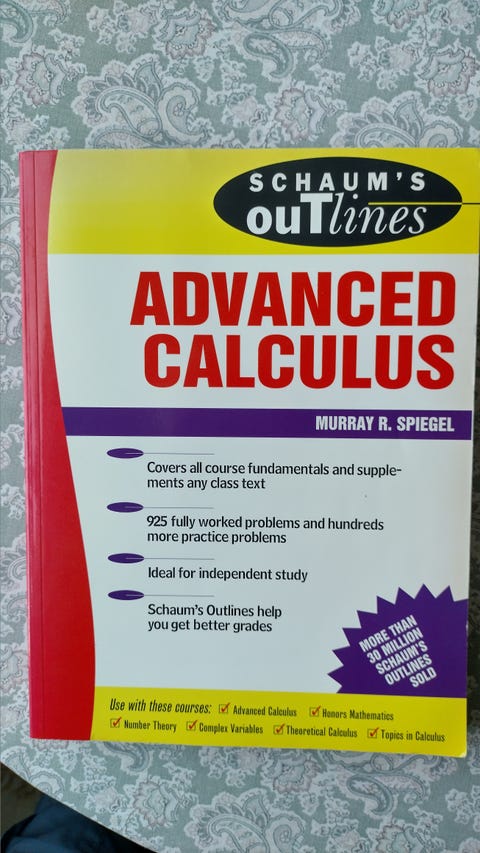 SCHAUM'S
ouTlines
ADVANCED
CALCULUS
MURRAY R. SPIEGEL
Covers all course fundamentals and supple-
ments any class text
925 fully worked problems and hundreds
more practice problems
Ideal for independent study
Schaum's Outlines help
you get better grades
MORE THAN
30 MILLION
SCHAUM'S
OUTLINES
SOLD
Use with these courses: Advanced Calculus Honors Mathematics
Number Theory Complex Variables Theoretical Calculus Topics in Calculus